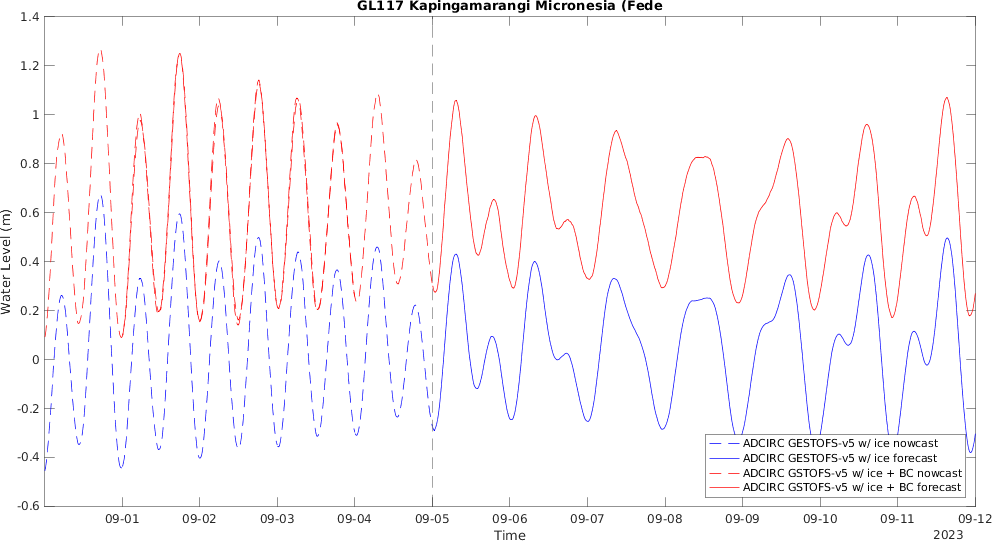 GL117 Kapingamarangi Micronesia (Fede
1.4
1.2
1
0.8
0.6
0.4
0.2
0
-0.2
-0.4
-0.6
Water Level (m)
ADCIRC GESTOFS-v5 w/ ice nowcast
ADCIRC GESTOFS-v5 w/ ice forecast
ADCIRC GSTOFS-v5 w/ ice + BC nowcast
ADCIRC GSTOFS-v5 w/ ice + BC forecast
09-01 09-02 09-03 09-04 09-05 09-06 09-07 09-08 09-09 09-10 09-11 09-12
Time
2023